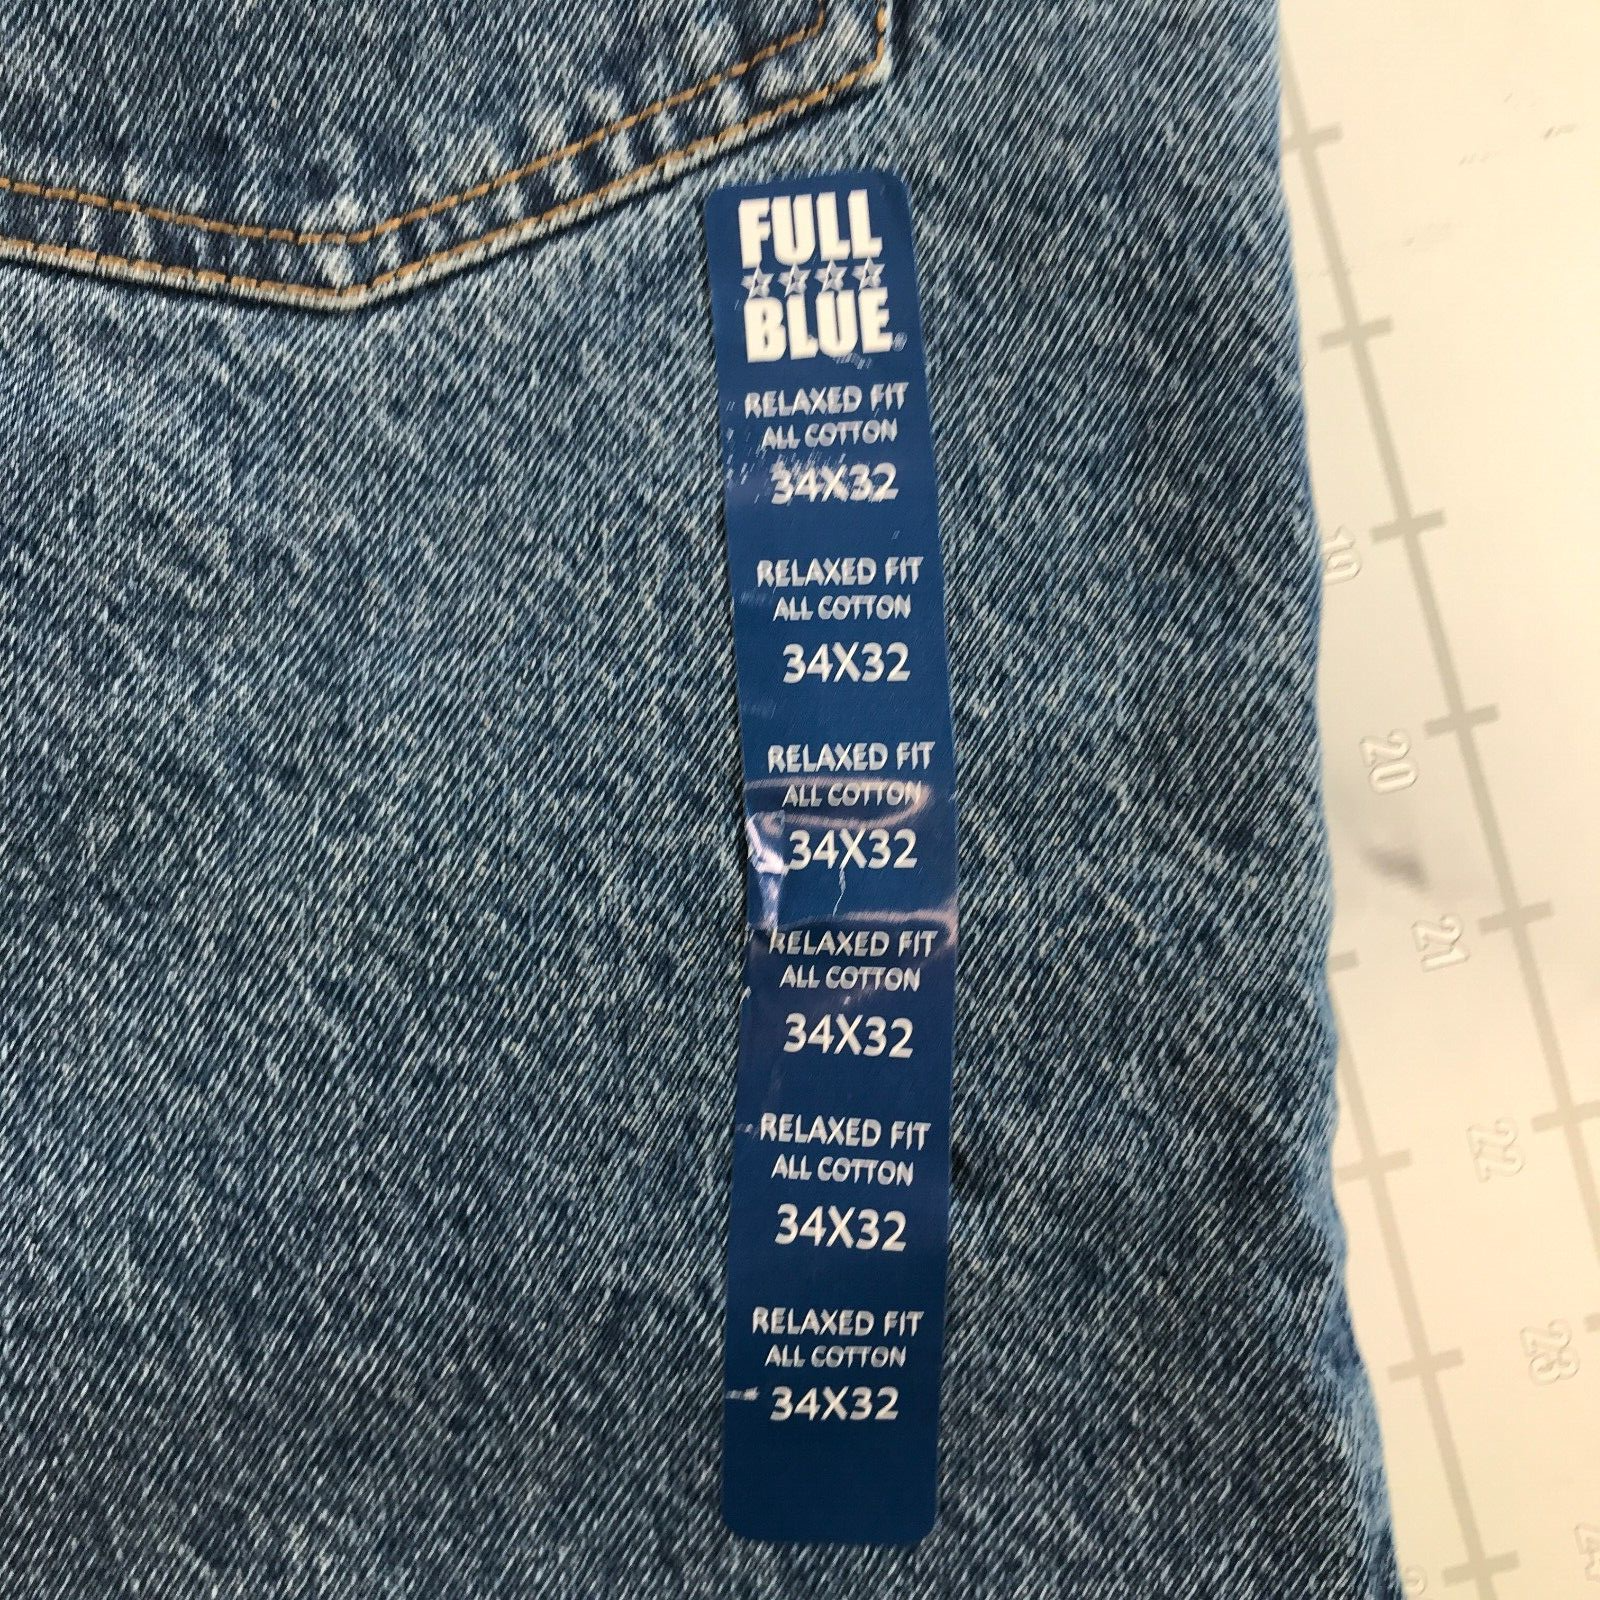 FULL
BLUE
RELAXED FIT
ALL COTTON
34X32
RELAXED FIT
ALL COTTON
34X32
RELAXED FIT
ALL COTTON
34X32
RELAXED FIT
ALL COTTON
34X32
RELAXED FIT
ALL COTTON
34X32
RELAXED FIT
ALL COTTON
34X32
19
20
21
22
23